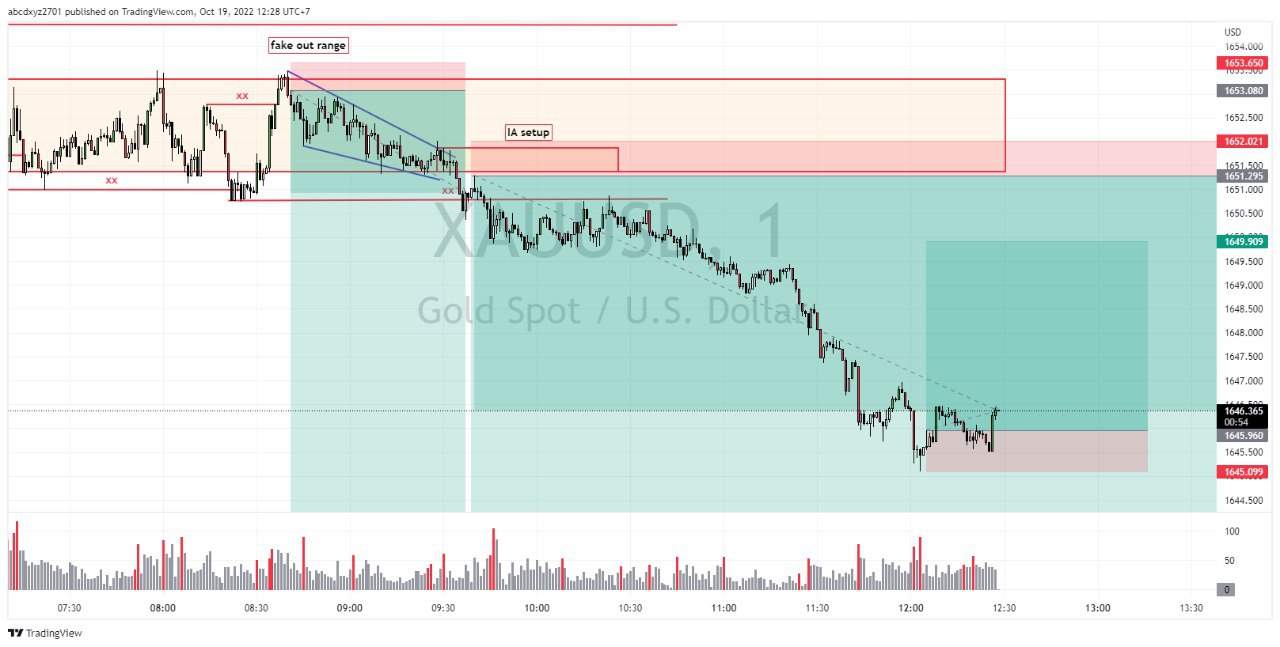 abcdxyz2701 published on TradingView.com, Oct 19, 2022 12:28 UTC+7
USD
1654.000
fake out range
1653.650
1653.080
xx
1652.500
IA setup
1652.021
1651.500
1651.295
xx
xx
1651.000
1650.500
XAUUSD, 1
1649.909
1649.500
1649.000
Gold Spot / U.S. Dollar
1648.500
1648.000
1647.500
1647.000
1646.365
00:54
1645.960
1645.500
1645.099
1644.500
100
50
0
07:30 08:00 08:30 09:00 09:30 10:00 10:30 11:00 11:30 12:00 12:30 13:00 13:30
TradingView